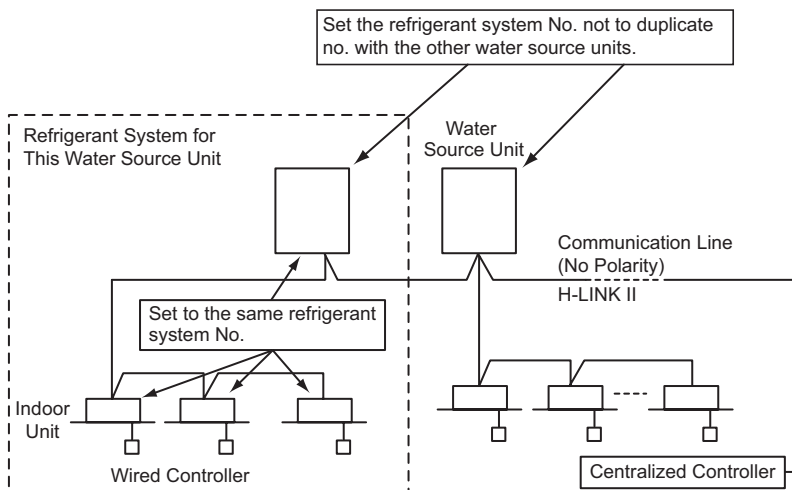 Set the refrigerant system No. not to duplicate
no. with the other water source units.
Refrigerant System for
This Water Source Unit
Water
Source Unit
Communication Line
(No Polarity)
H-LINK II
Set to the same refrigerant
system No.
Indoor
Unit
Wired Controller
Centralized Controller